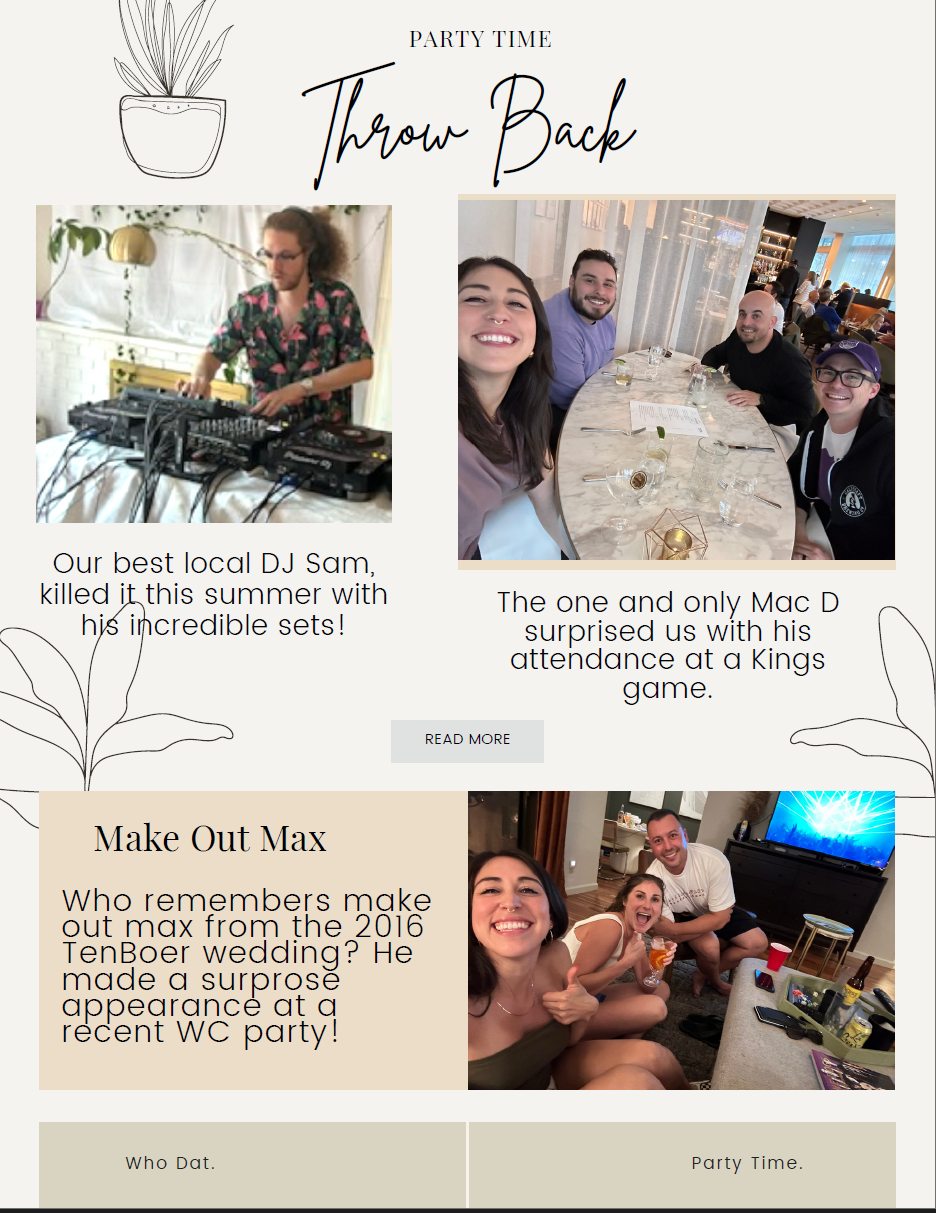 PARTY TIME
Throw Back
Our best local DJ Sam,
killed it this summer with
his incredible sets!
The one and only Mac D
surprised us with his
attendance at a Kings
game.
READ MORE
Make Out Max
Who remembers make
out max from the 2016
TenBoer wedding? He
made a surprose
appearance at a
recent WC party!
Who Dat.
Party Time.